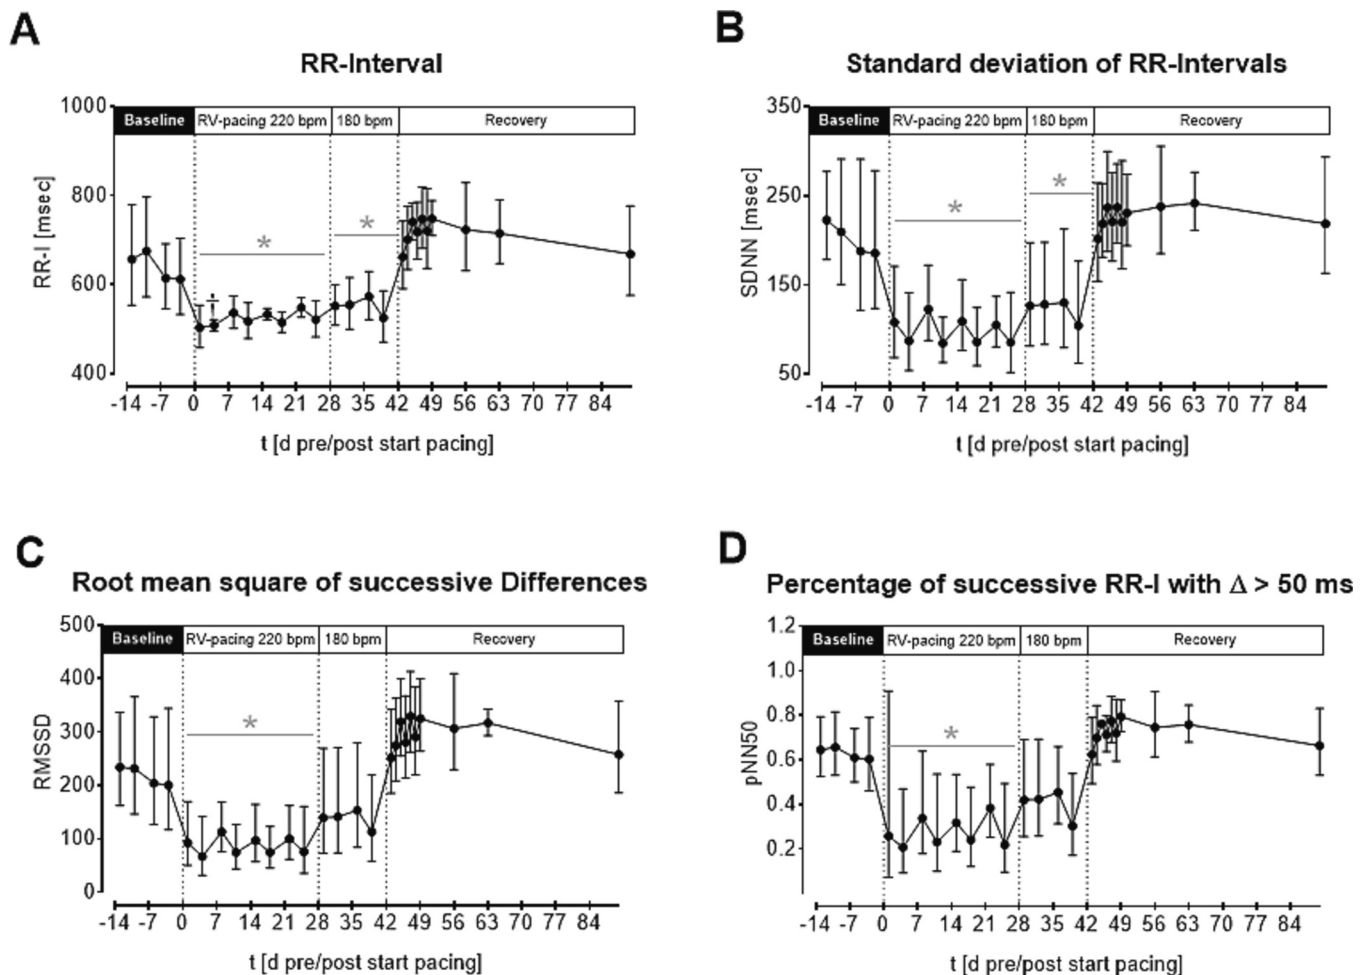 A
RR-Interval
1000
800
600
400
RR-I [msec]
Baseline
RV-pacing 220 bpm
180 bpm
Recovery
*
*
-14 -7 0 7 14 21 28 35 42 49 56 63 70 77 84
t [d pre/post start pacing]
B
Standard deviation of RR-Intervals
350
250
150
50
SDNN [msec]
Baseline
RV-pacing 220 bpm
180 bpm
Recovery
*
*
-14 -7 0 7 14 21 28 35 42 49 56 63 70 77 84
t [d pre/post start pacing]
C
Root mean square of successive Differences
500
400
300
200
100
0
RMSSD
Baseline
RV-pacing 220 bpm
180 bpm
Recovery
*
-14 -7 0 7 14 21 28 35 42 49 56 63 70 77 84
t [d pre/post start pacing]
D
Percentage of successive RR-I with Δ > 50 ms
1.2
1.0
0.8
0.6
0.4
0.2
pNN50
Baseline
RV-pacing 220 bpm
180 bpm
Recovery
*
-14 -7 0 7 14 21 28 35 42 49 56 63 70 77 84
t [d pre/post start pacing]